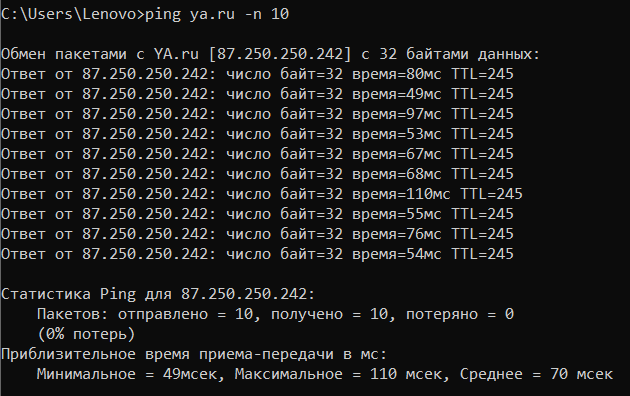 C:\Users\Lenovo>ping ya.ru -n 10
Обмен пакетами с YA.ru [87.250.250.242] с 32 байтами данных:
Ответ от 87.250.250.242: число байт=32 время=80мс TTL=245
Ответ от 87.250.250.242: число байт=32 время=49мс TTL=245
Ответ от 87.250.250.242: число байт=32 время=97мс TTL=245
Ответ от 87.250.250.242: число байт=32 время=53мс TTL=245
Ответ от 87.250.250.242: число байт=32 время=67мс TTL=245
Ответ от 87.250.250.242: число байт=32 время=68мс TTL=245
Ответ от 87.250.250.242: число байт=32 время=110мс TTL=245
Ответ от 87.250.250.242: число байт=32 время=55мс TTL=245
Ответ от 87.250.250.242: число байт=32 время=76мс TTL=245
Ответ от 87.250.250.242: число байт=32 время=54мс TTL=245
Статистика Ping для 87.250.250.242:
Пакетов: отправлено = 10, получено = 10, потеряно = 0
(0% потерь)
Приблизительное время приема-передачи в мс:
Минимальное = 49мсек, Максимальное = 110 мсек, Среднее = 70 мсек